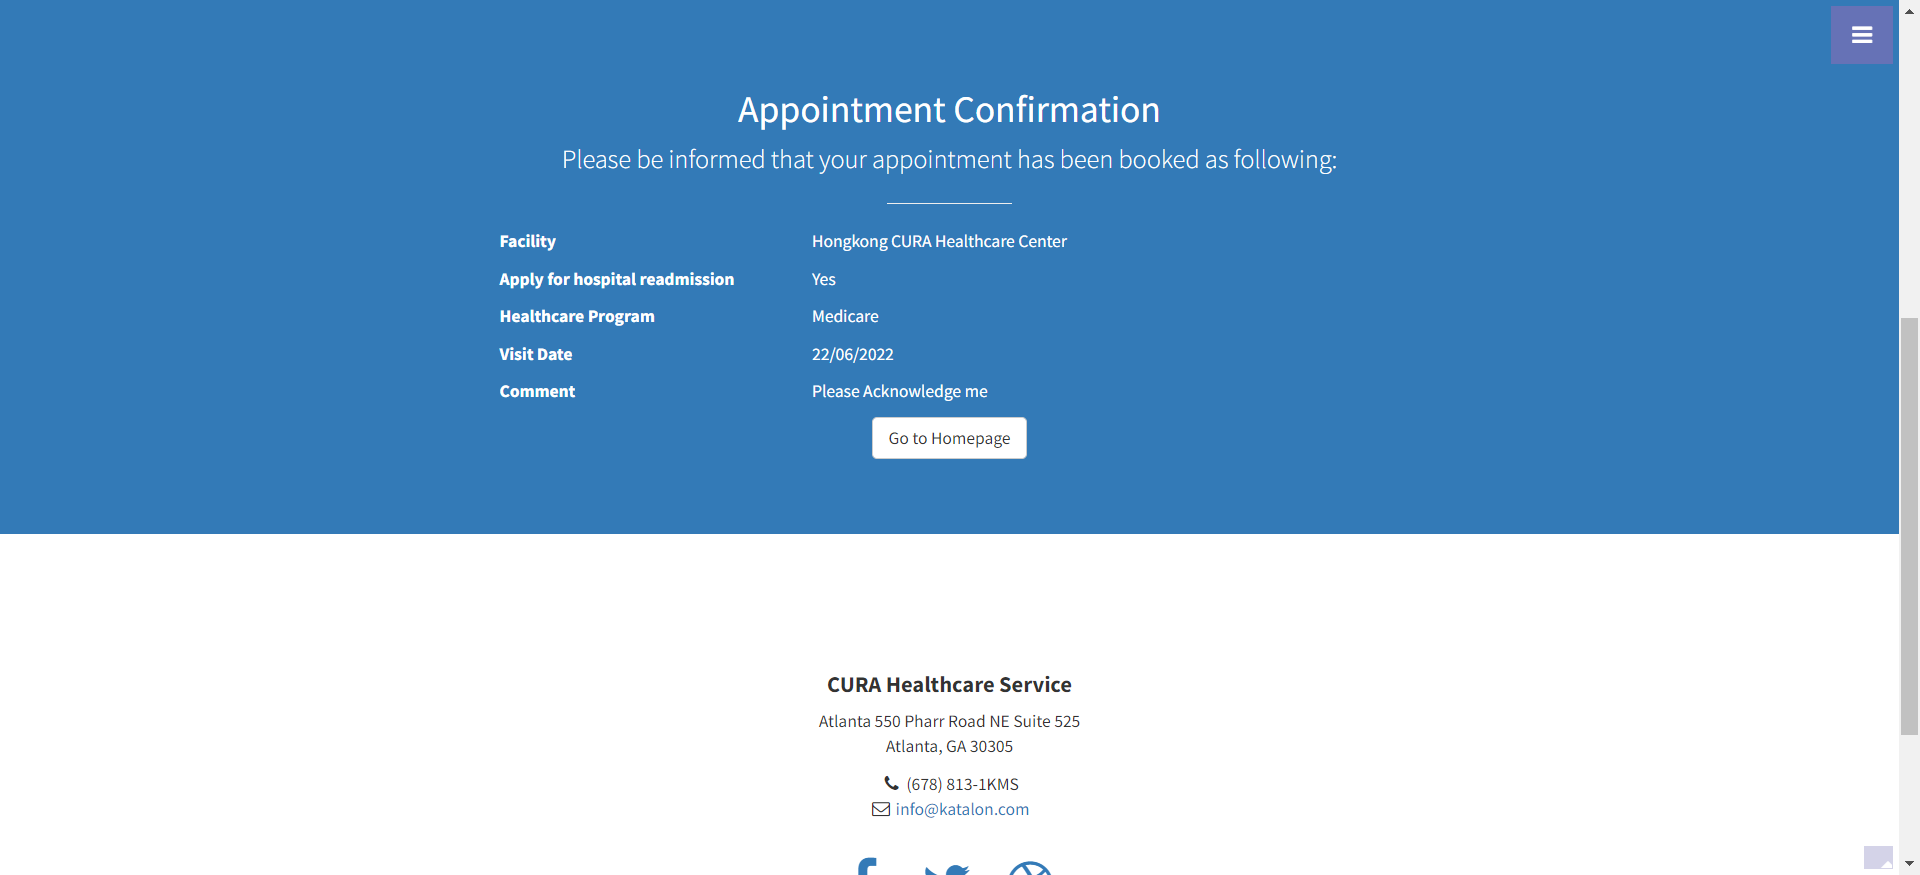 Appointment Confirmation
Please be informed that your appointment has been booked as following:
Facility Hongkong CURA Healthcare Center
Apply for hospital readmission Yes
Healthcare Program Medicare
Visit Date 22/06/2022
Comment Please Acknowledge me
Go to Homepage
CURA Healthcare Service
Atlanta 550 Pharr Road NE Suite 525
Atlanta, GA 30305
(678) 813-1KMS
info@katalon.com